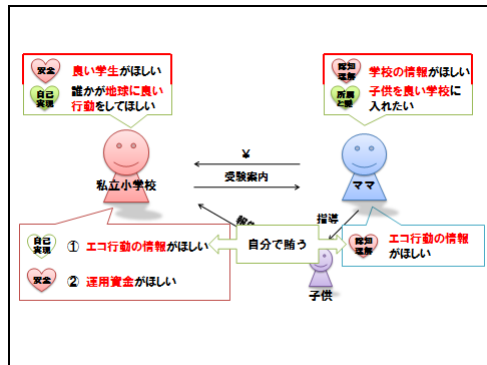 安全
良い学生がほしい
自己
実現
誰かが地球に良い
行動をしてほしい
認知
理解
学校の情報がほしい
所属
と愛
子供を良い学校に
入れたい
¥
受験案内
私立小学校
ママ
指導
自己
実現
① エコ行動の情報がほしい
安全
② 運用資金がほしい
自分で賄う
認知
理解
エコ行動の情報
がほしい
子供